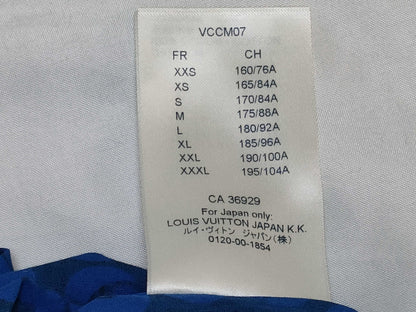 VCCM07
FR CH
XXS 160/76A
XS 165/84A
S 170/84A
M 175/88A
L 180/92A
XL 185/96A
XXL 190/100A
XXXL 195/104A
CA 36929
For Japan only:
LOUIS VUITTON JAPAN K.K.
ルイ・ヴィトン ジャパン(株)
0120-00-1854